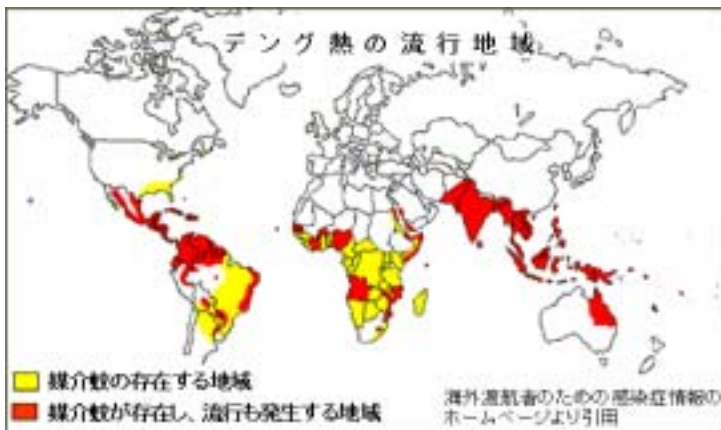 デング熱の流行地域
媒介蚊の存在する地域
媒介蚊が存在し、流行も発生する地域
海外渡航者のための感染症情報の
ホームページより引用